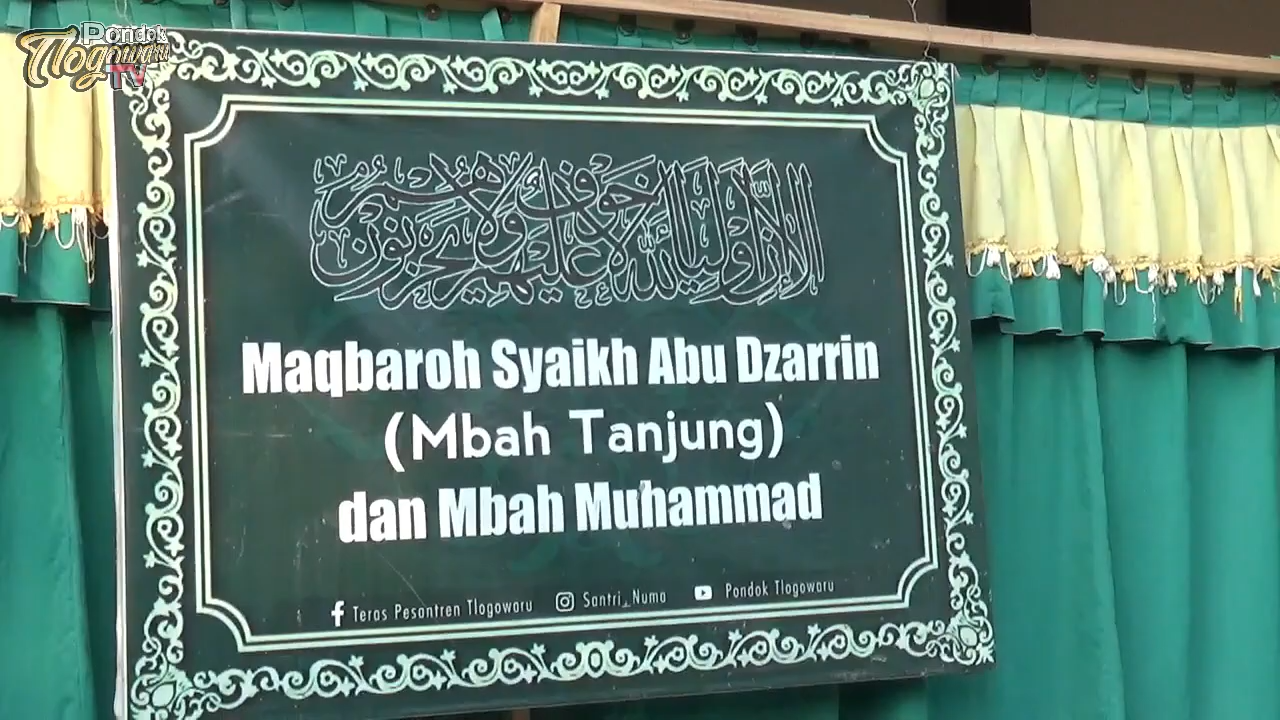 Pondok
Tlogowaru
TV
الا إن أولياء الله لا خوف عليهم ولا هم يحزنون
Maqbaroh Syaikh Abu Dzarrin
(Mbah Tanjung)
dan Mbah Muhammad
Teras Pesantren Tlogowaru Santri_Numa Pondok Tlogowaru